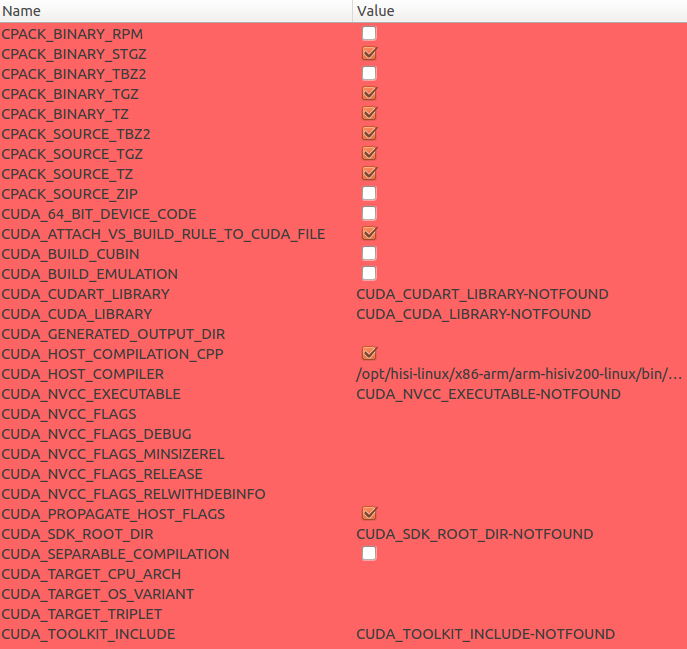 Name Value
CPACK_BINARY_RPM
CPACK_BINARY_STGZ
CPACK_BINARY_TBZ2
CPACK_BINARY_TGZ
CPACK_BINARY_TZ
CPACK_SOURCE_TBZ2
CPACK_SOURCE_TGZ
CPACK_SOURCE_TZ
CPACK_SOURCE_ZIP
CUDA_64_BIT_DEVICE_CODE
CUDA_ATTACH_VS_BUILD_RULE_TO_CUDA_FILE
CUDA_BUILD_CUBIN
CUDA_BUILD_EMULATION
CUDA_CUDART_LIBRARY CUDA_CUDART_LIBRARY-NOTFOUND
CUDA_CUDA_LIBRARY CUDA_CUDA_LIBRARY-NOTFOUND
CUDA_GENERATED_OUTPUT_DIR
CUDA_HOST_COMPILATION_CPP
CUDA_HOST_COMPILER /opt/hisi-linux/x86-arm/arm-hisiv200-linux/bin/...
CUDA_NVCC_EXECUTABLE CUDA_NVCC_EXECUTABLE-NOTFOUND
CUDA_NVCC_FLAGS
CUDA_NVCC_FLAGS_DEBUG
CUDA_NVCC_FLAGS_MINSIZEREL
CUDA_NVCC_FLAGS_RELEASE
CUDA_NVCC_FLAGS_RELWITHDEBINFO
CUDA_PROPAGATE_HOST_FLAGS
CUDA_SDK_ROOT_DIR CUDA_SDK_ROOT_DIR-NOTFOUND
CUDA_SEPARABLE_COMPILATION
CUDA_TARGET_CPU_ARCH
CUDA_TARGET_OS_VARIANT
CUDA_TARGET_TRIPLET
CUDA_TOOLKIT_INCLUDE CUDA_TOOLKIT_INCLUDE-NOTFOUND